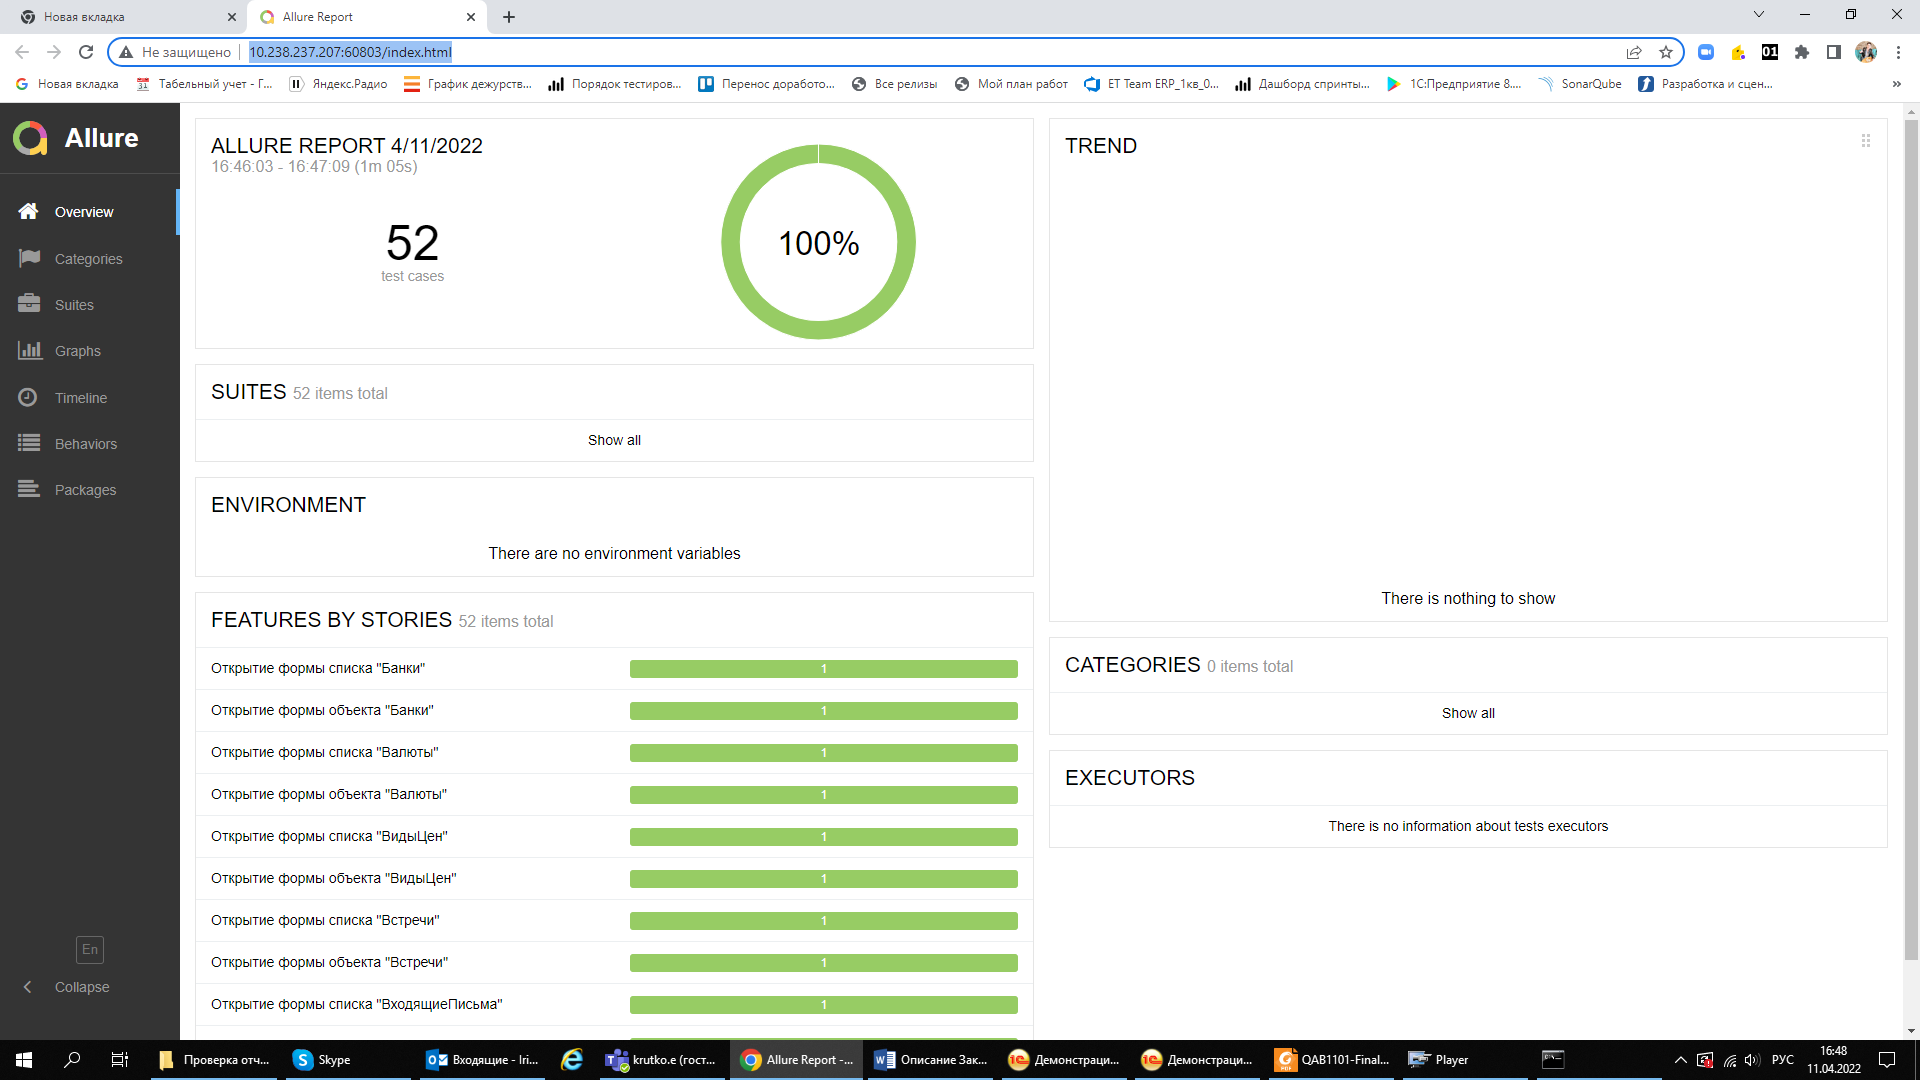 Новая вкладка
Allure Report
Не защищено
10.238.237.207:60803/index.html
01
Новая вкладка
Табельный учет - Г...
Яндекс.Радио
График дежурств...
Порядок тестиров...
Перенос доработо...
Все релизы
Мой план работ
ET Team ERP_1кв_0...
Дашборд спринты...
1С:Предприятие 8....
SonarQube
Разработка и сцен...
»
Allure
Overview
Categories
Suites
Graphs
Timeline
Behaviors
Packages
En
Collapse
ALLURE REPORT 4/11/2022
16:46:03 - 16:47:09 (1m 05s)
52
test cases
100%
SUITES 52 items total
Show all
ENVIRONMENT
There are no environment variables
FEATURES BY STORIES 52 items total
Открытие формы списка "Банки" 1
Открытие формы объекта "Банки" 1
Открытие формы списка "Валюты" 1
Открытие формы объекта "Валюты" 1
Открытие формы списка "ВидыЦен" 1
Открытие формы объекта "ВидыЦен" 1
Открытие формы списка "Встречи" 1
Открытие формы объекта "Встречи" 1
Открытие формы списка "ВходящиеПисьма" 1
TREND
There is nothing to show
CATEGORIES 0 items total
Show all
EXECUTORS
There is no information about tests executors
Проверка отч...
Skype
Входящие - Iri...
krutko.e (гост...
Allure Report -...
Описание Зак...
Демонстраци...
Демонстраци...
QAB1101-Final...
Player
РУС
16:48
11.04.2022